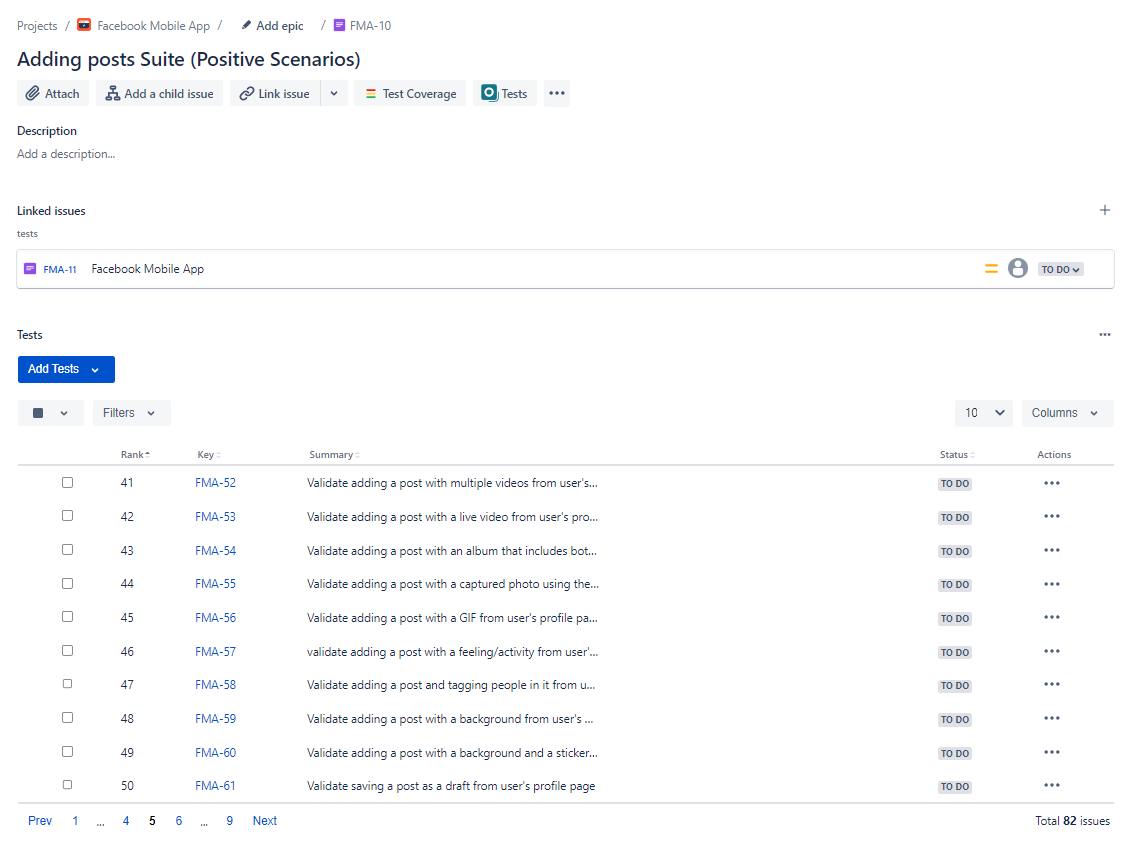 Projects / Facebook Mobile App / Add epic / FMA-10
Adding posts Suite (Positive Scenarios)
Attach Add a child issue Link issue Test Coverage Tests •••
Description
Add a description...
Linked issues +
tests
FMA-11 Facebook Mobile App TO DO
Tests •••
Add Tests
Filters 10 Columns
Rank Key Summary Status Actions
41 FMA-52 Validate adding a post with multiple videos from user's... TO DO •••
42 FMA-53 Validate adding a post with a live video from user's pro... TO DO •••
43 FMA-54 Validate adding a post with an album that includes bot... TO DO •••
44 FMA-55 Validate adding a post with a captured photo using the... TO DO •••
45 FMA-56 Validate adding a post with a GIF from user's profile pa... TO DO •••
46 FMA-57 validate adding a post with a feeling/activity from user'... TO DO •••
47 FMA-58 Validate adding a post and tagging people in it from u... TO DO •••
48 FMA-59 Validate adding a post with a background from user's ... TO DO •••
49 FMA-60 Validate adding a post with a background and a sticker... TO DO •••
50 FMA-61 Validate saving a post as a draft from user's profile page TO DO •••
Prev 1 ... 4 5 6 ... 9 Next Total 82 issues